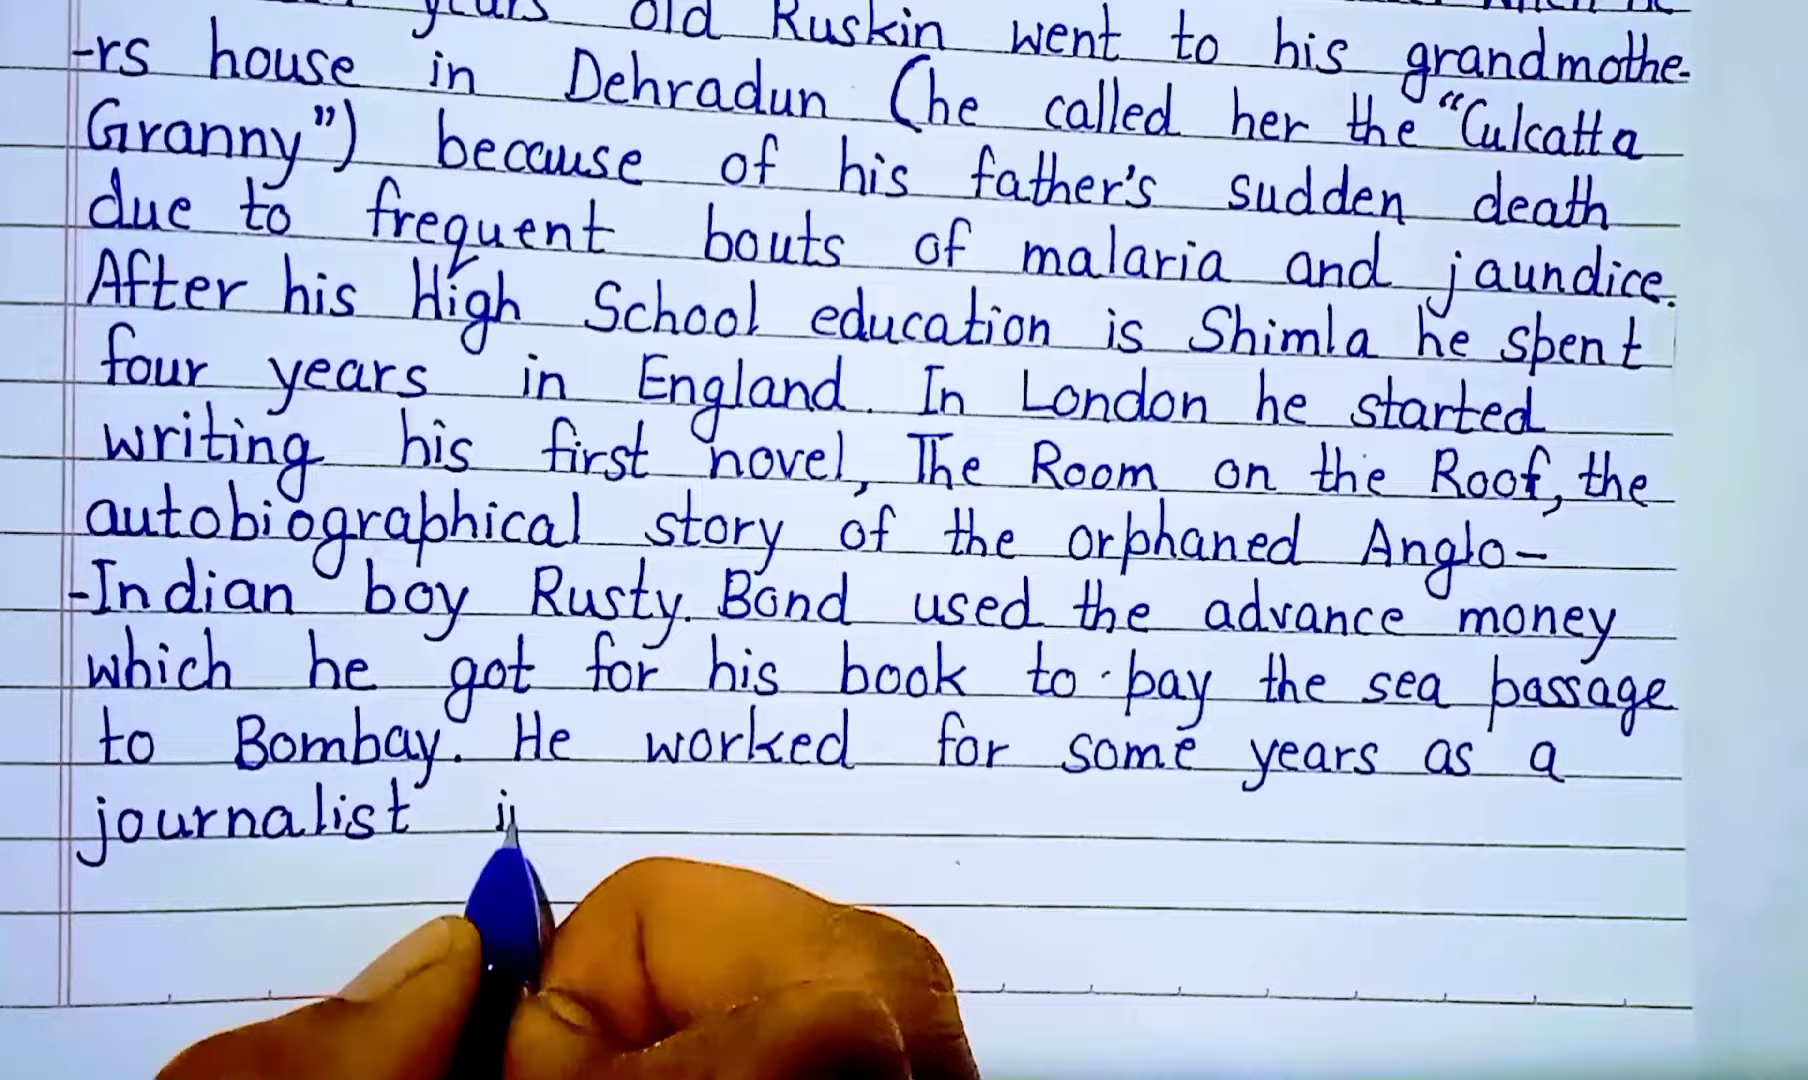 years old Ruskin went to his grandmothe-
-rs house in Dehradun (he called her the "Culcatta
Granny") because of his father's sudden death
due to frequent bouts of malaria and jaundice.
After his High School education is Shimla he spent
four years in England. In London he started
writing his first novel, The Room on the Roof, the
autobiographical story of the orphaned Anglo-
-Indian boy Rusty. Bond used the advance money
which he got for his book to pay the sea passage
to Bombay. He worked for some years as a
journalist